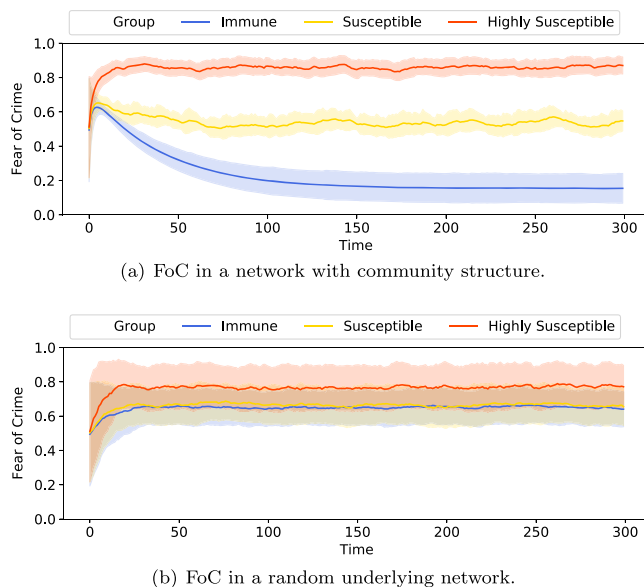 Group Immune Susceptible Highly Susceptible
1.0
0.8
0.6
0.4
0.2
0.0
Fear of Crime
0 50 100 150 200 250 300
Time
(a) FoC in a network with community structure.
Group Immune Susceptible Highly Susceptible
1.0
0.8
0.6
0.4
0.2
0.0
Fear of Crime
0 50 100 150 200 250 300
Time
(b) FoC in a random underlying network.